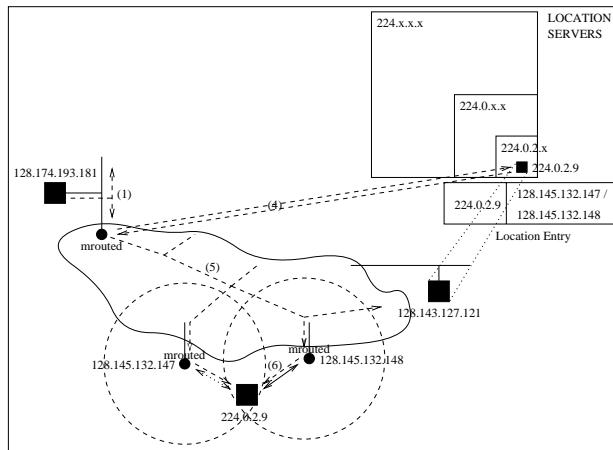 LOCATION
SERVERS
224.x.x.x
224.0.x.x
224.0.2.x
224.0.2.9
128.174.193.181
(1)
(4)
224.0.2.9
128.145.132.147 /
128.145.132.148
Location Entry
mrouted
(5)
128.143.127.121
mrouted
mrouted
128.145.132.147
(6)
128.145.132.148
224.0.2.9